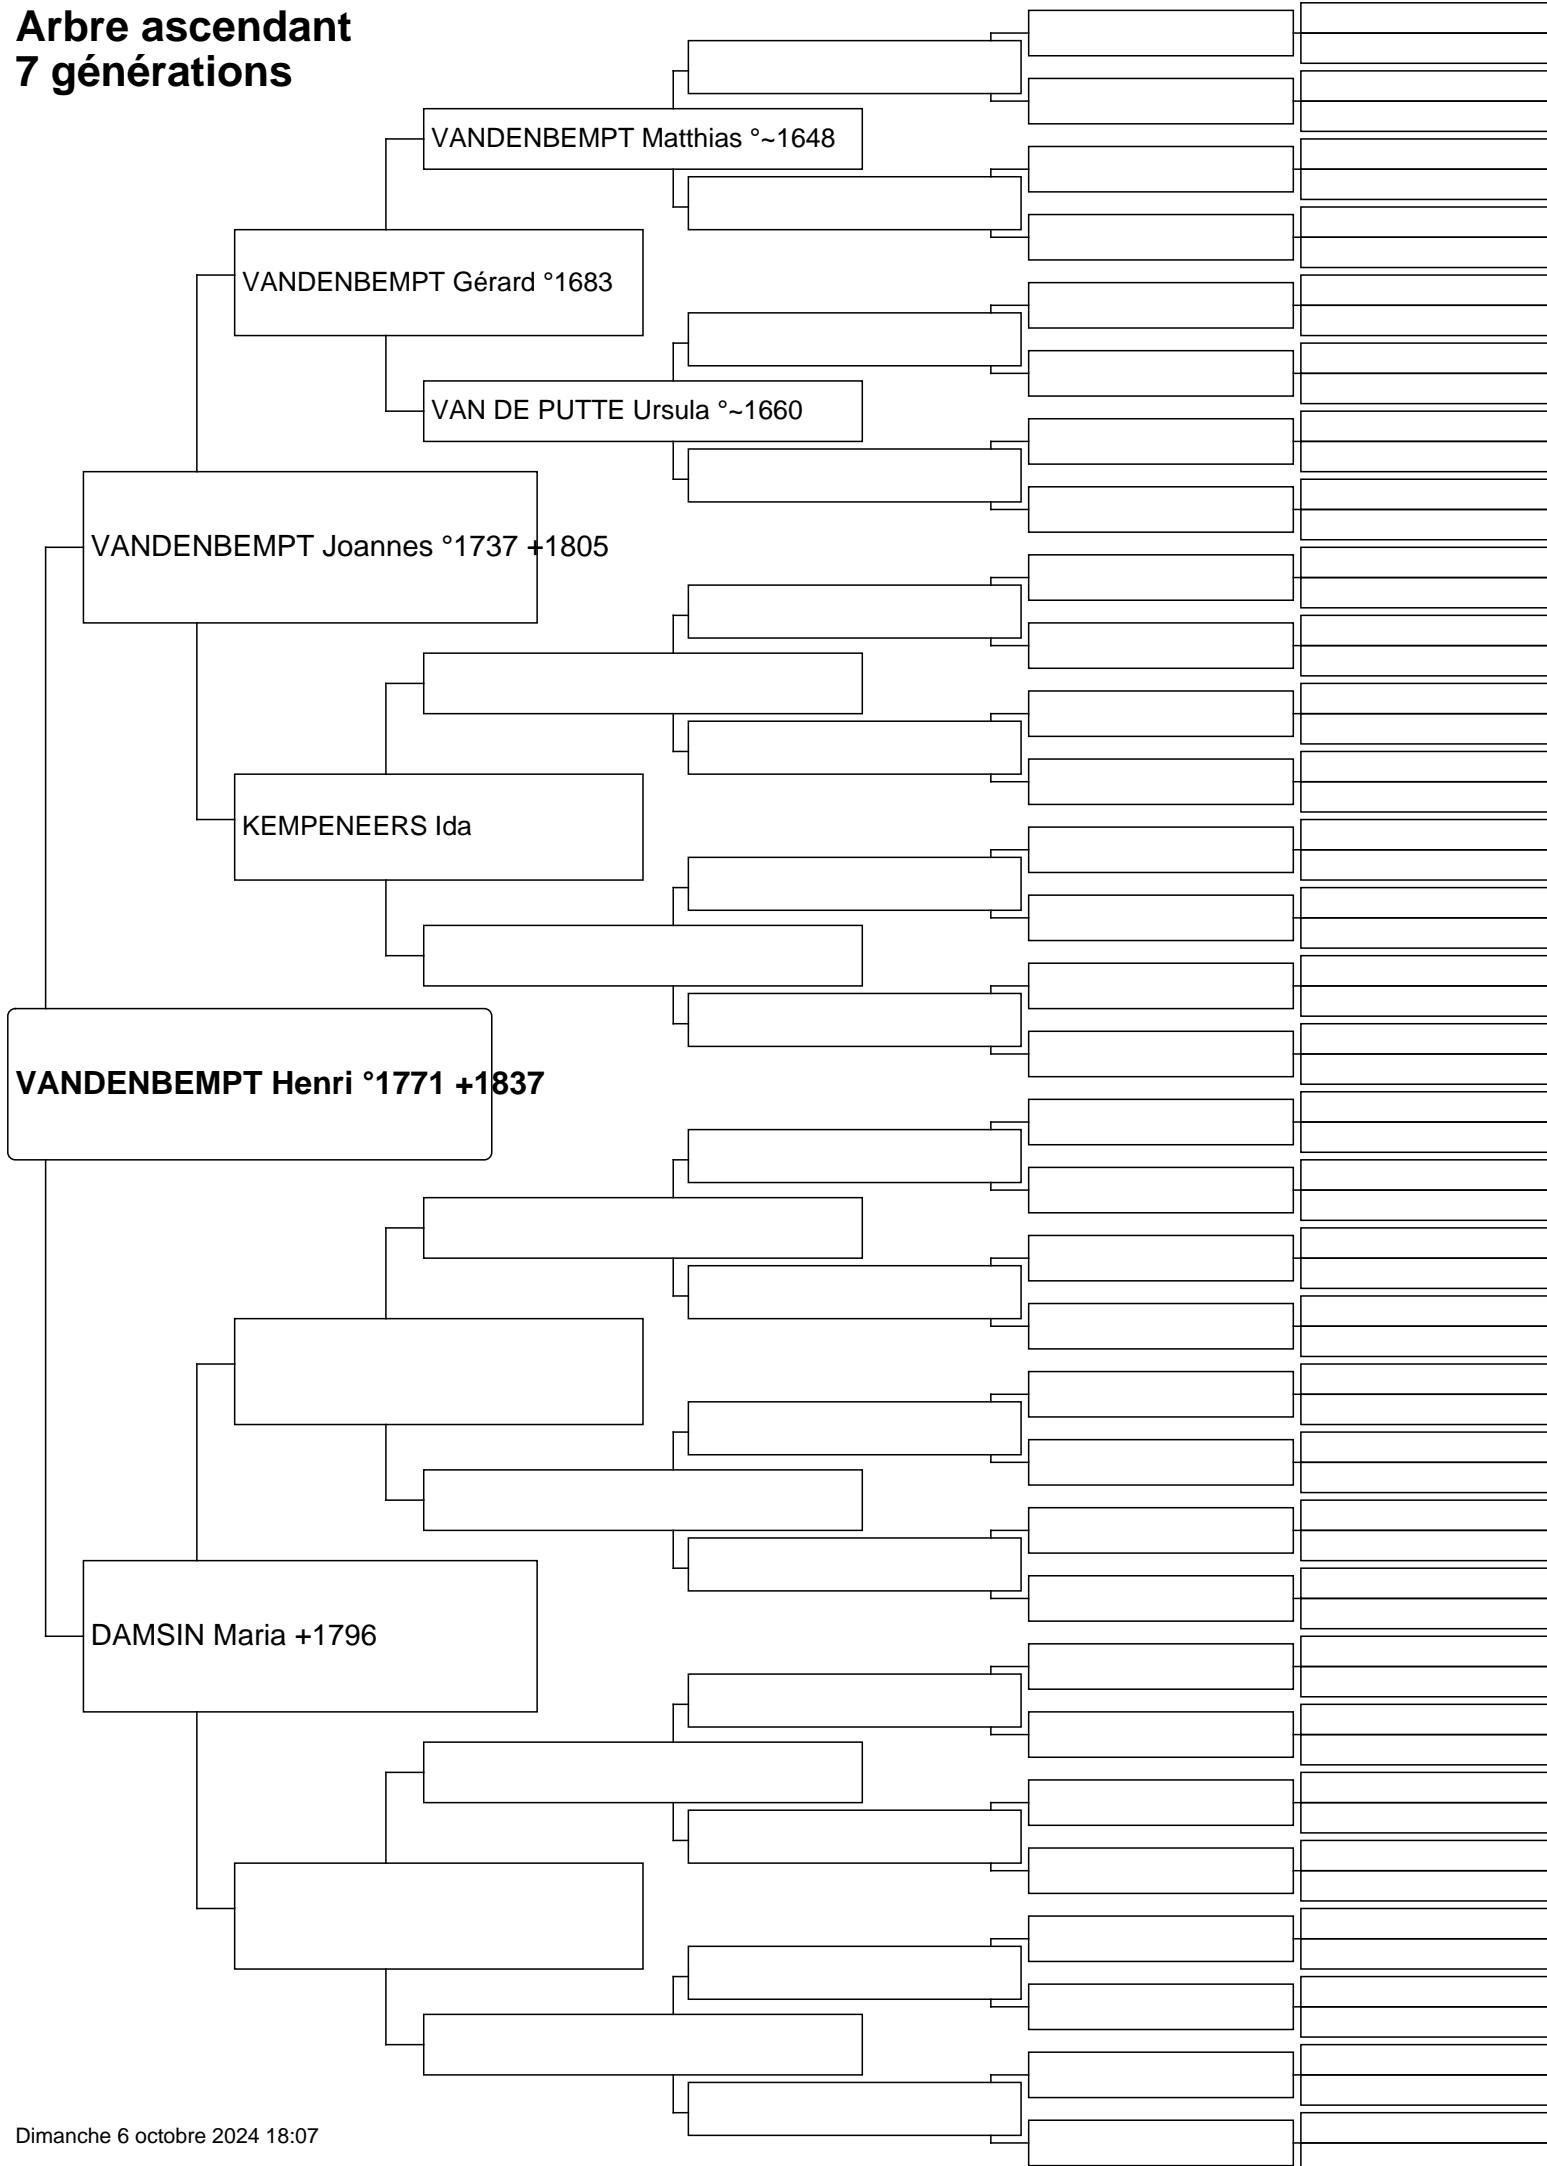 Arbre ascendant
7 générations
VANDENBEMPT Matthias °~1648
VANDENBEMPT Gérard °1683
VAN DE PUTTE Ursula °~1660
VANDENBEMPT Joannes °1737 +1805
KEMPENEERS Ida
VANDENBEMPT Henri °1771 +1837
DAMSIN Maria +1796
Dimanche 6 octobre 2024 18:07